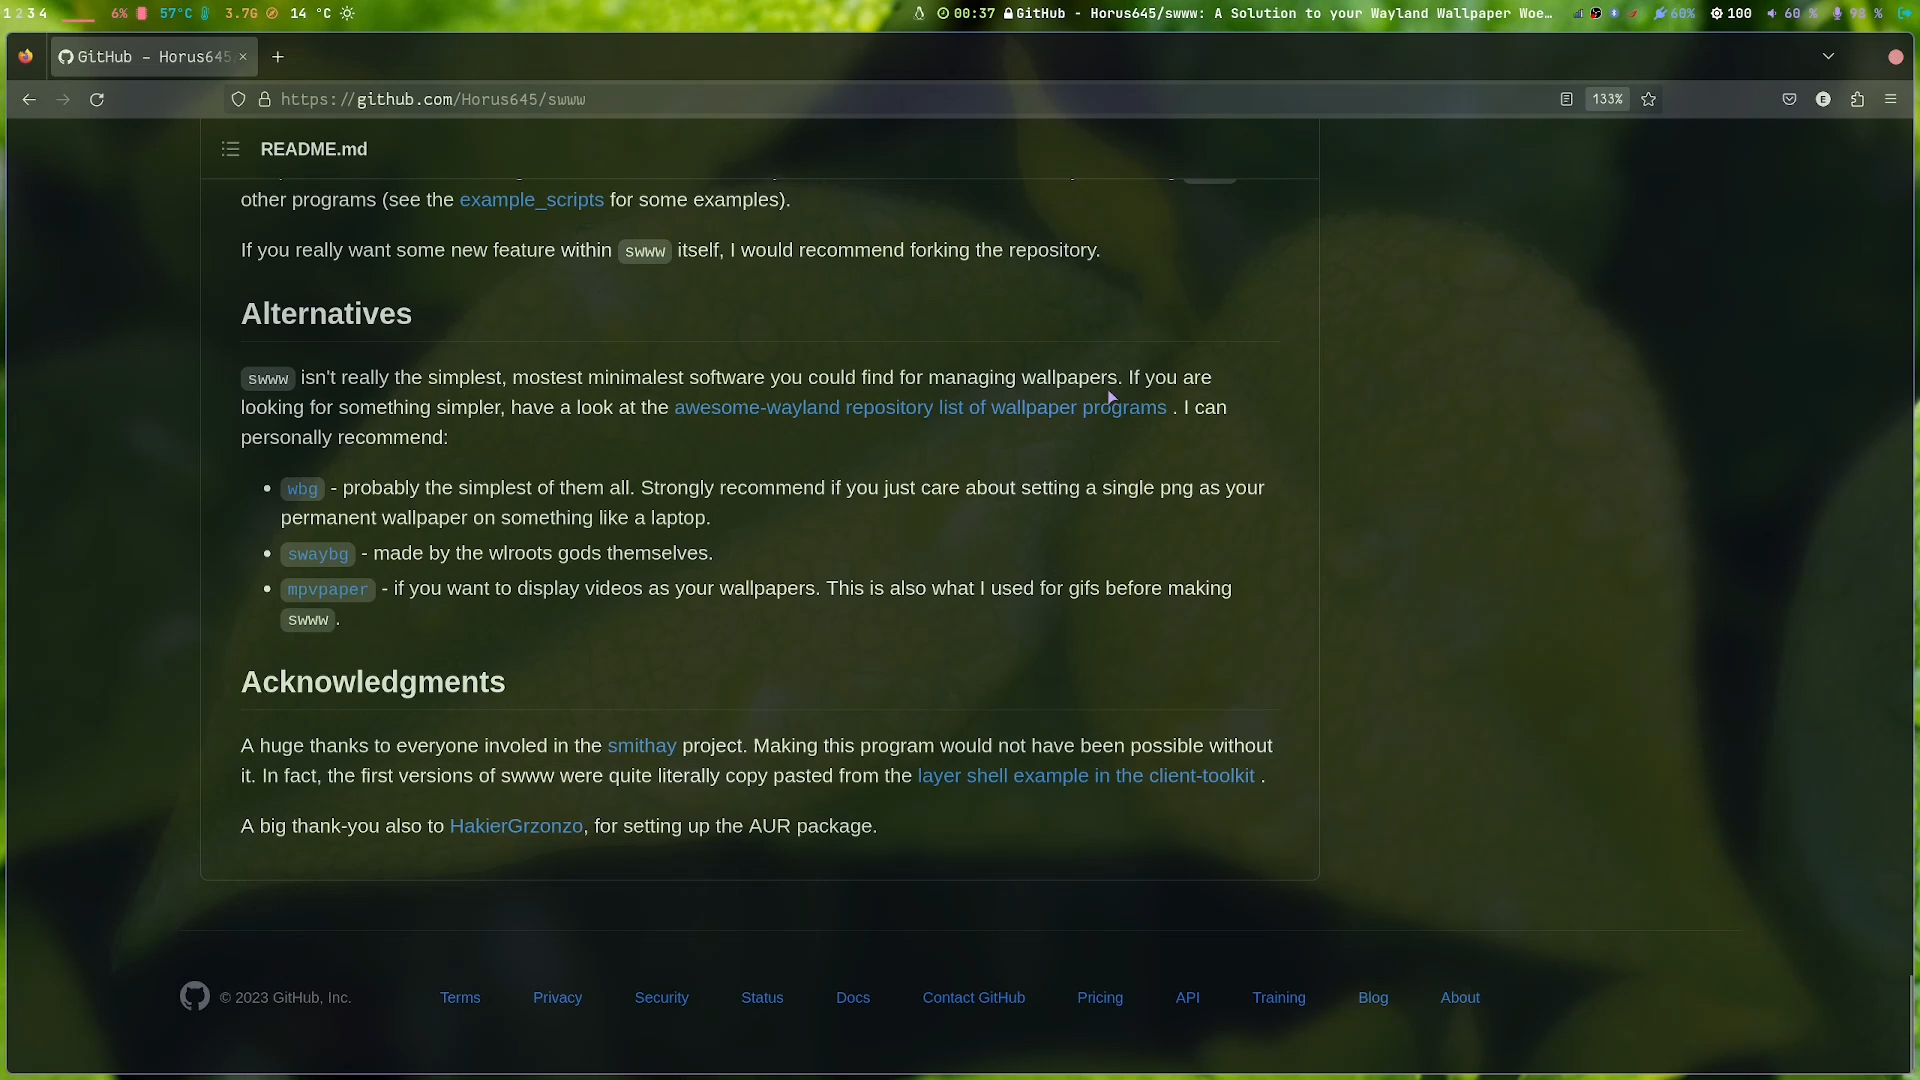 1 2 3 4 6% 57°C 3.7G 14 °C 00:37 GitHub - Horus645/swww: A Solution to your Wayland Wallpaper Woe… 60% 100 60 % 98 %
GitHub - Horus645
https://github.com/Horus645/swww 133% E
README.md
other programs (see the example_scripts for some examples).
If you really want some new feature within swww itself, I would recommend forking the repository.
Alternatives
swww isn't really the simplest, mostest minimalest software you could find for managing wallpapers. If you are
looking for something simpler, have a look at the awesome-wayland repository list of wallpaper programs . I can
personally recommend:
• wbg - probably the simplest of them all. Strongly recommend if you just care about setting a single png as your
permanent wallpaper on something like a laptop.
• swaybg - made by the wlroots gods themselves.
• mpvpaper - if you want to display videos as your wallpapers. This is also what I used for gifs before making
swww.
Acknowledgments
A huge thanks to everyone involed in the smithay project. Making this program would not have been possible without
it. In fact, the first versions of swww were quite literally copy pasted from the layer shell example in the client-toolkit .
A big thank-you also to HakierGrzonzo, for setting up the AUR package.
© 2023 GitHub, Inc. Terms Privacy Security Status Docs Contact GitHub Pricing API Training Blog About